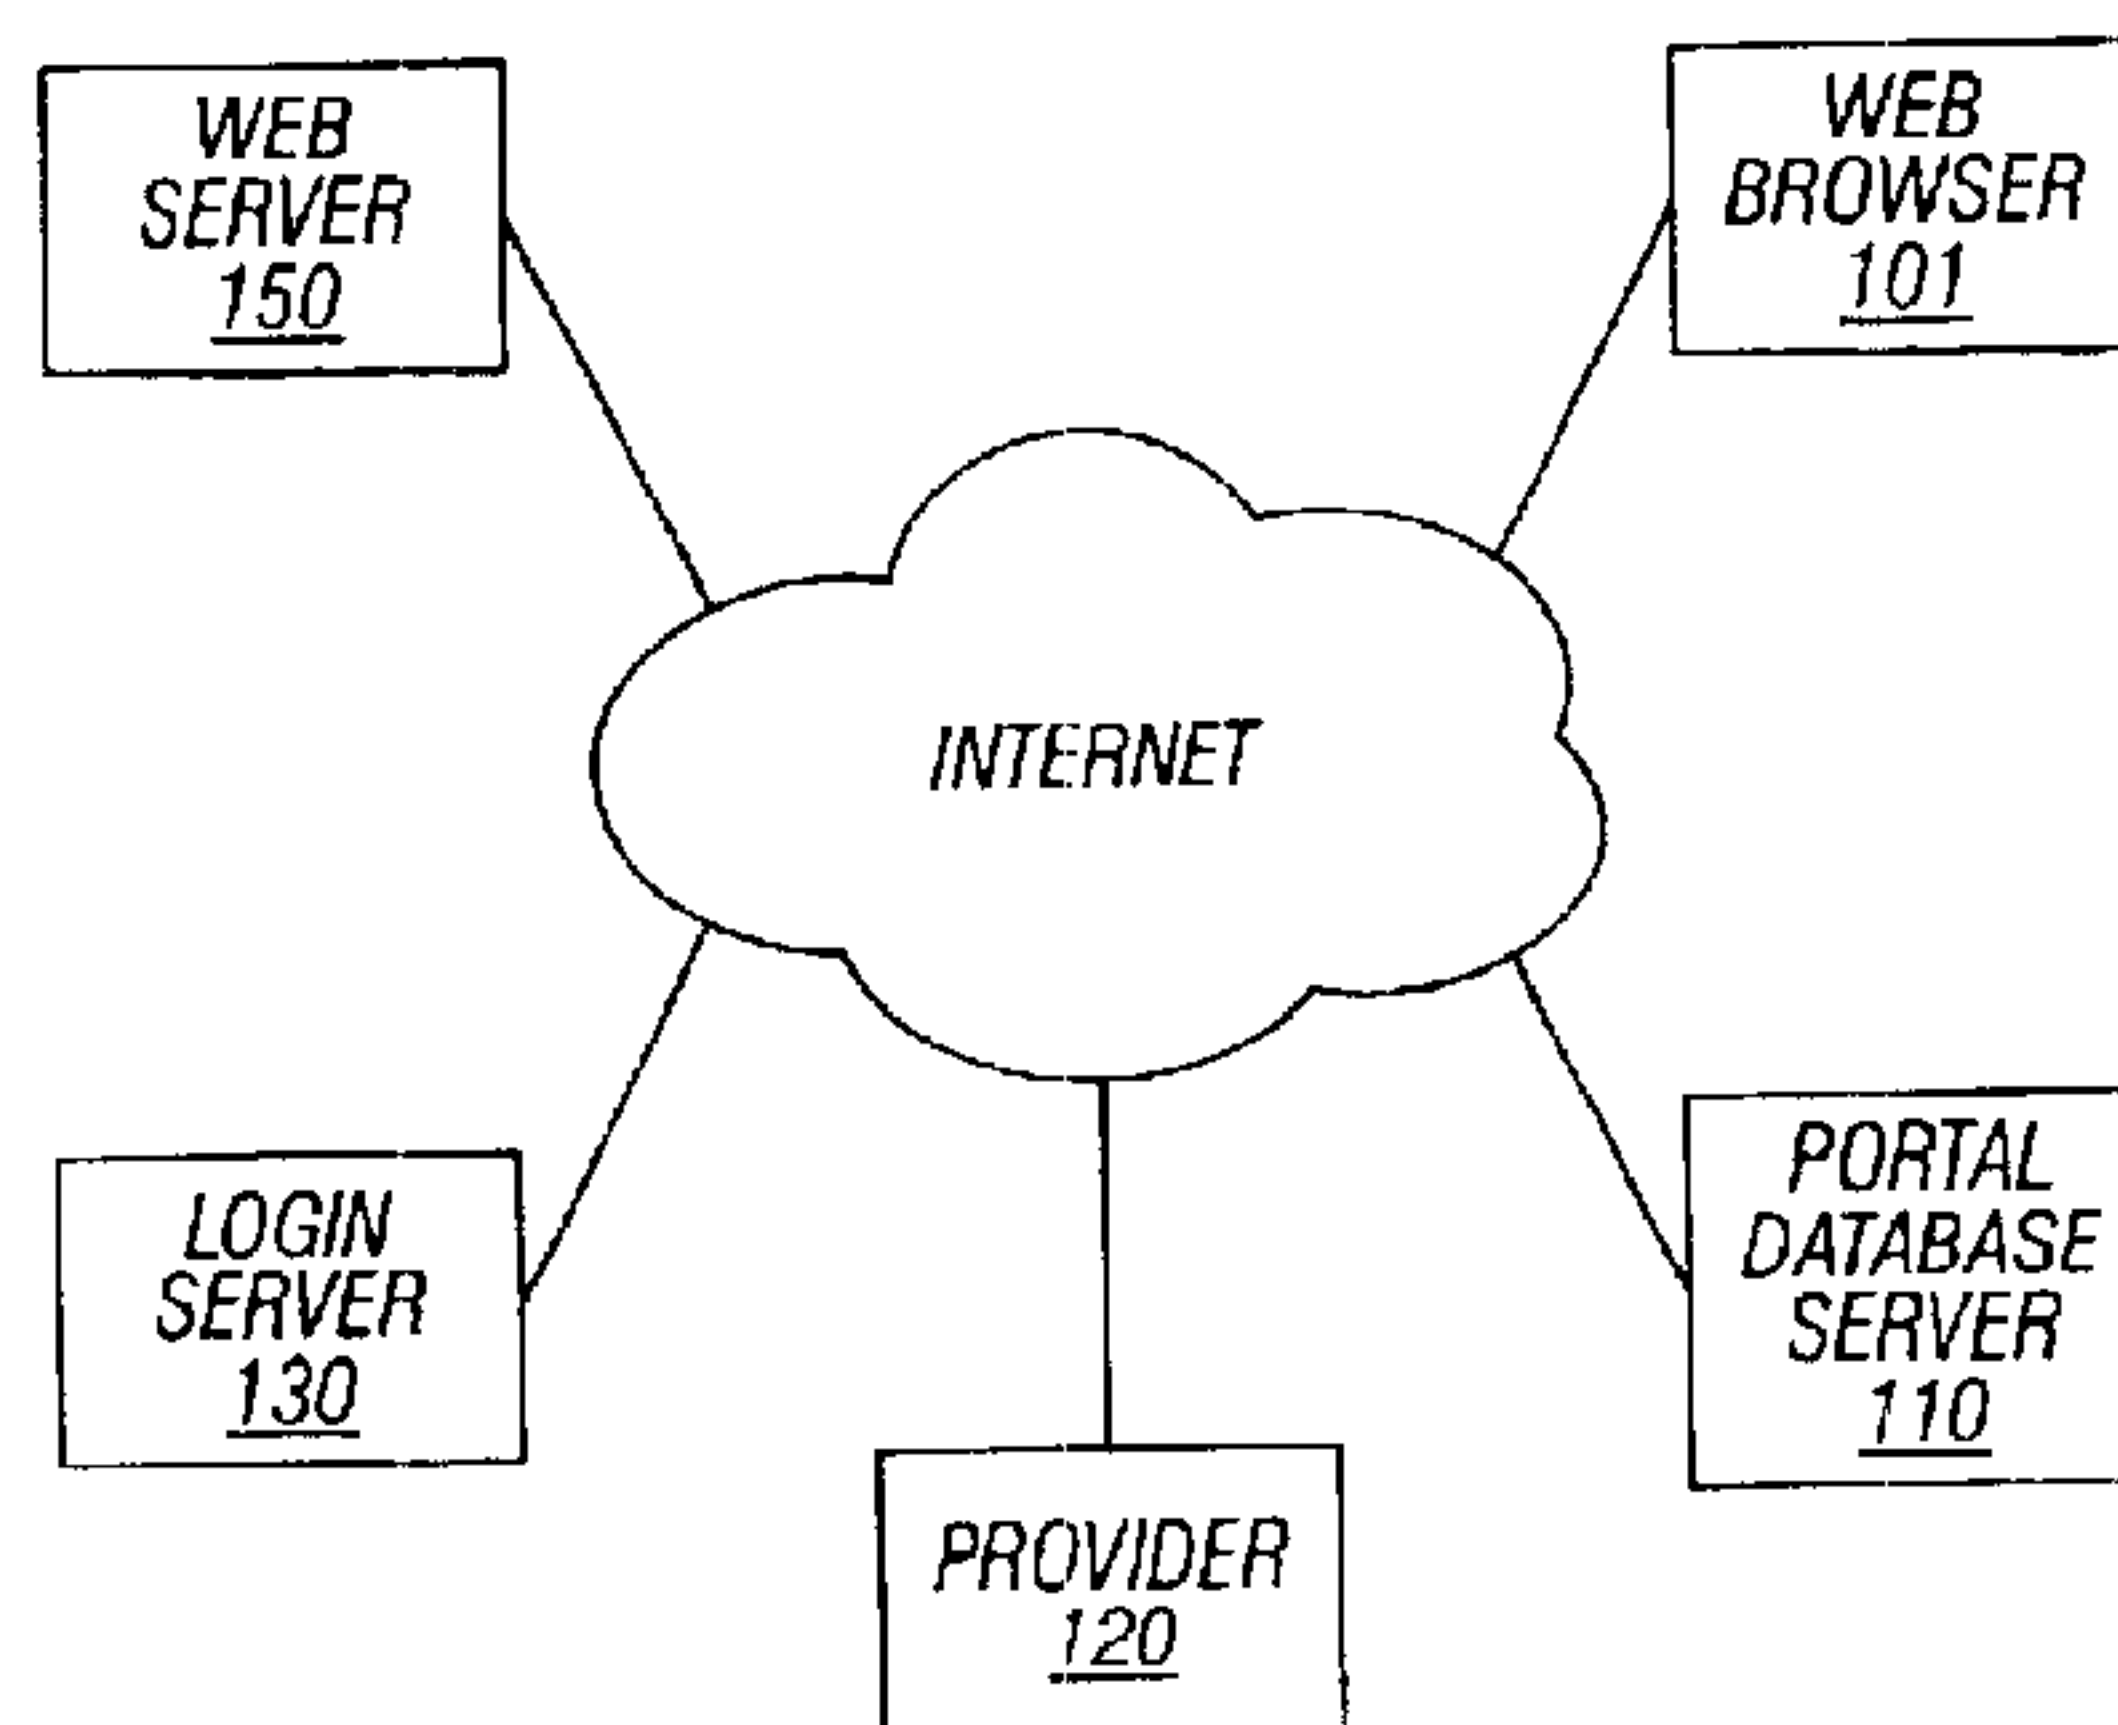 WEB
SERVER
150
WEB
BROWSER
101
INTERNET
LOGIN
SERVER
130
PORTAL
DATABASE
SERVER
110
PROVIDER
120